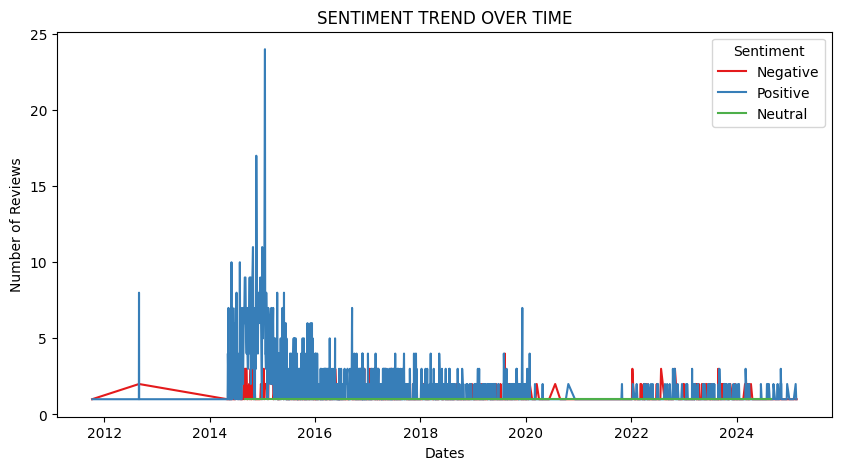 SENTIMENT TREND OVER TIME
Sentiment
Negative
Positive
Neutral
Number of Reviews
25
20
15
10
5
0
2012 2014 2016 2018 2020 2022 2024
Dates